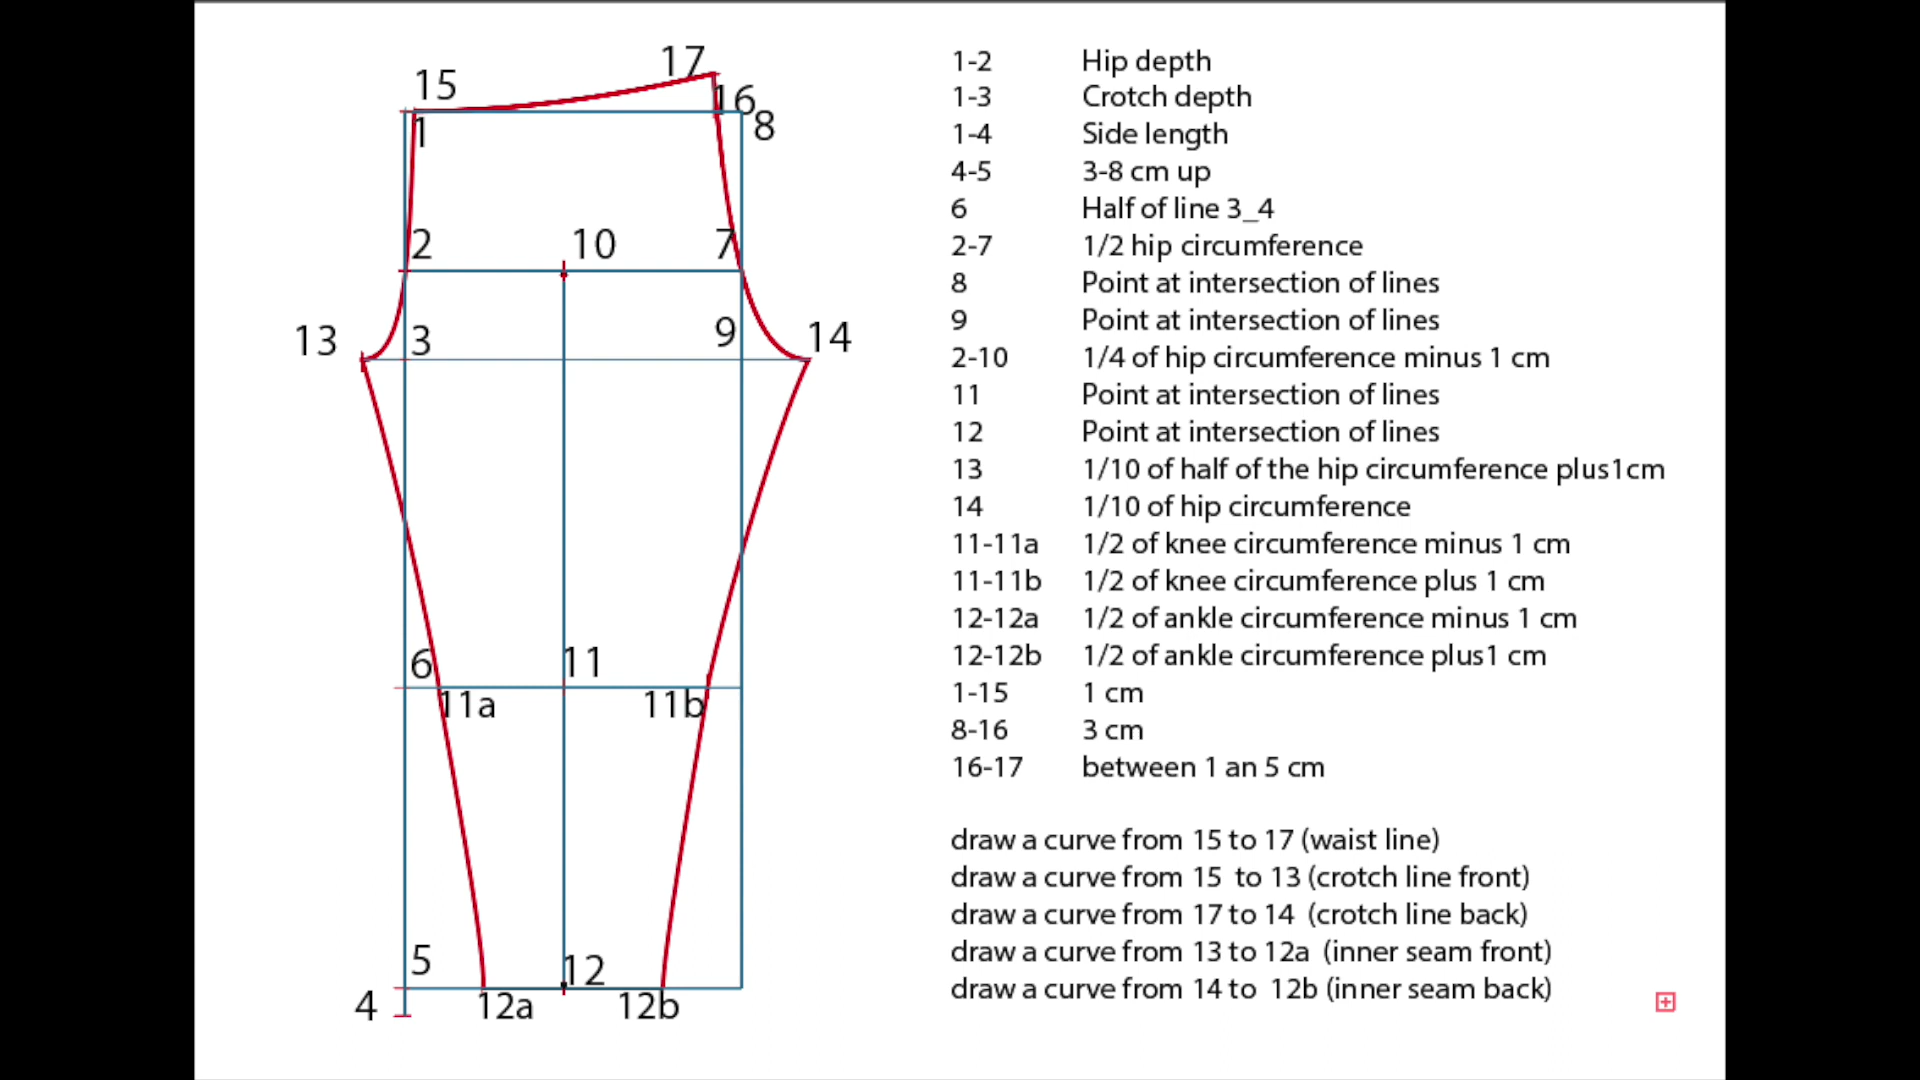 17
15
16
8
1
2
10
7
13
3
9
14
6
11
11a
11b
5
12
4
12a
12b
1-2 Hip depth
1-3 Crotch depth
1-4 Side length
4-5 3-8 cm up
6 Half of line 3_4
2-7 1/2 hip circumference
8 Point at intersection of lines
9 Point at intersection of lines
2-10 1/4 of hip circumference minus 1 cm
11 Point at intersection of lines
12 Point at intersection of lines
13 1/10 of half of the hip circumference plus1cm
14 1/10 of hip circumference
11-11a 1/2 of knee circumference minus 1 cm
11-11b 1/2 of knee circumference plus 1 cm
12-12a 1/2 of ankle circumference minus 1 cm
12-12b 1/2 of ankle circumference plus1 cm
1-15 1 cm
8-16 3 cm
16-17 between 1 an 5 cm
draw a curve from 15 to 17 (waist line)
draw a curve from 15 to 13 (crotch line front)
draw a curve from 17 to 14 (crotch line back)
draw a curve from 13 to 12a (inner seam front)
draw a curve from 14 to 12b (inner seam back)